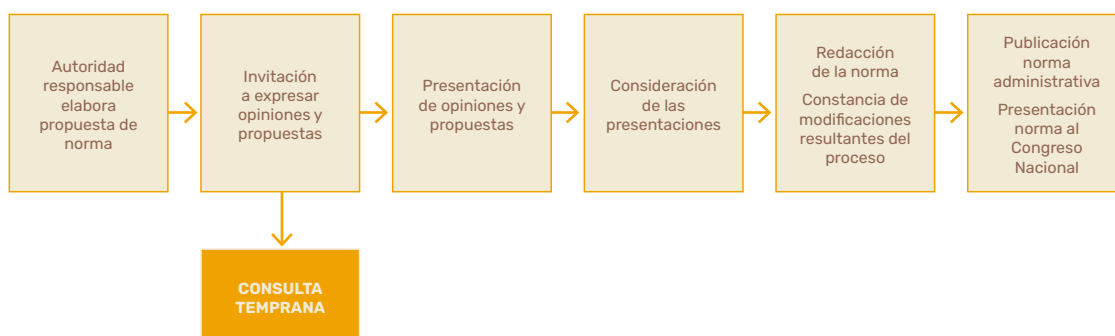 Autoridad
responsable
elabora
propuesta de
norma
Invitación
a expresar
opiniones y
propuestas
Presentación
de opiniones y
propuestas
Consideración
de las
presentaciones
Redacción
de la norma
Constancia de
modificaciones
resultantes del
proceso
Publicación
norma
administrativa
Presentación
norma al
Congreso
Nacional
CONSULTA
TEMPRANA